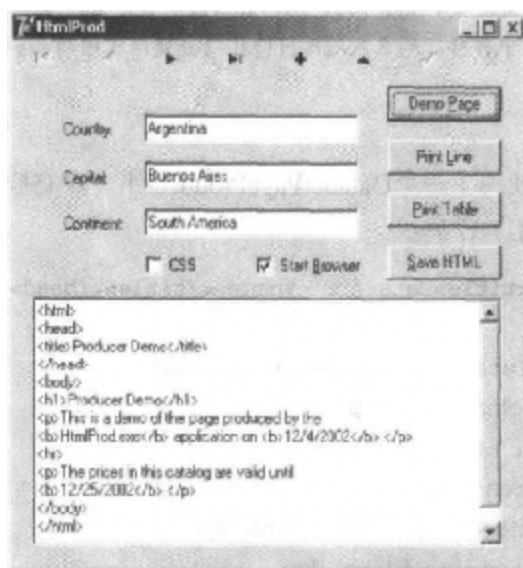 HtmlProd
Demo Page
Country:
Argentina
Print Line
Capital:
Buenos Aires
Print Table
Continent:
South America
CSS
Start Browser
Save HTML
<html>
<head>
<title>Producer Demo</title>
</head>
<body>
<h1>Producer Demo</h1>
<p>This is a demo of the page produced by the
<b>HtmlProd.exe</b> application on <b>12/4/2002</b>.</p>
<hr>
<p>The prices in this catalog are valid until
<b>12/25/2002</b>.</p>
</body>
</html>